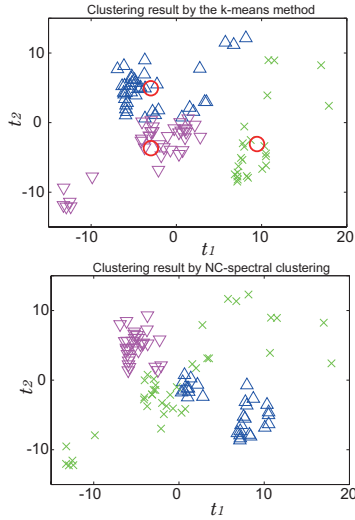 Clustering result by the k-means method
10
0
-10
t2
-10
0
10
20
t1
Clustering result by NC-spectral clustering
10
0
-10
t2
-10
0
10
20
t1